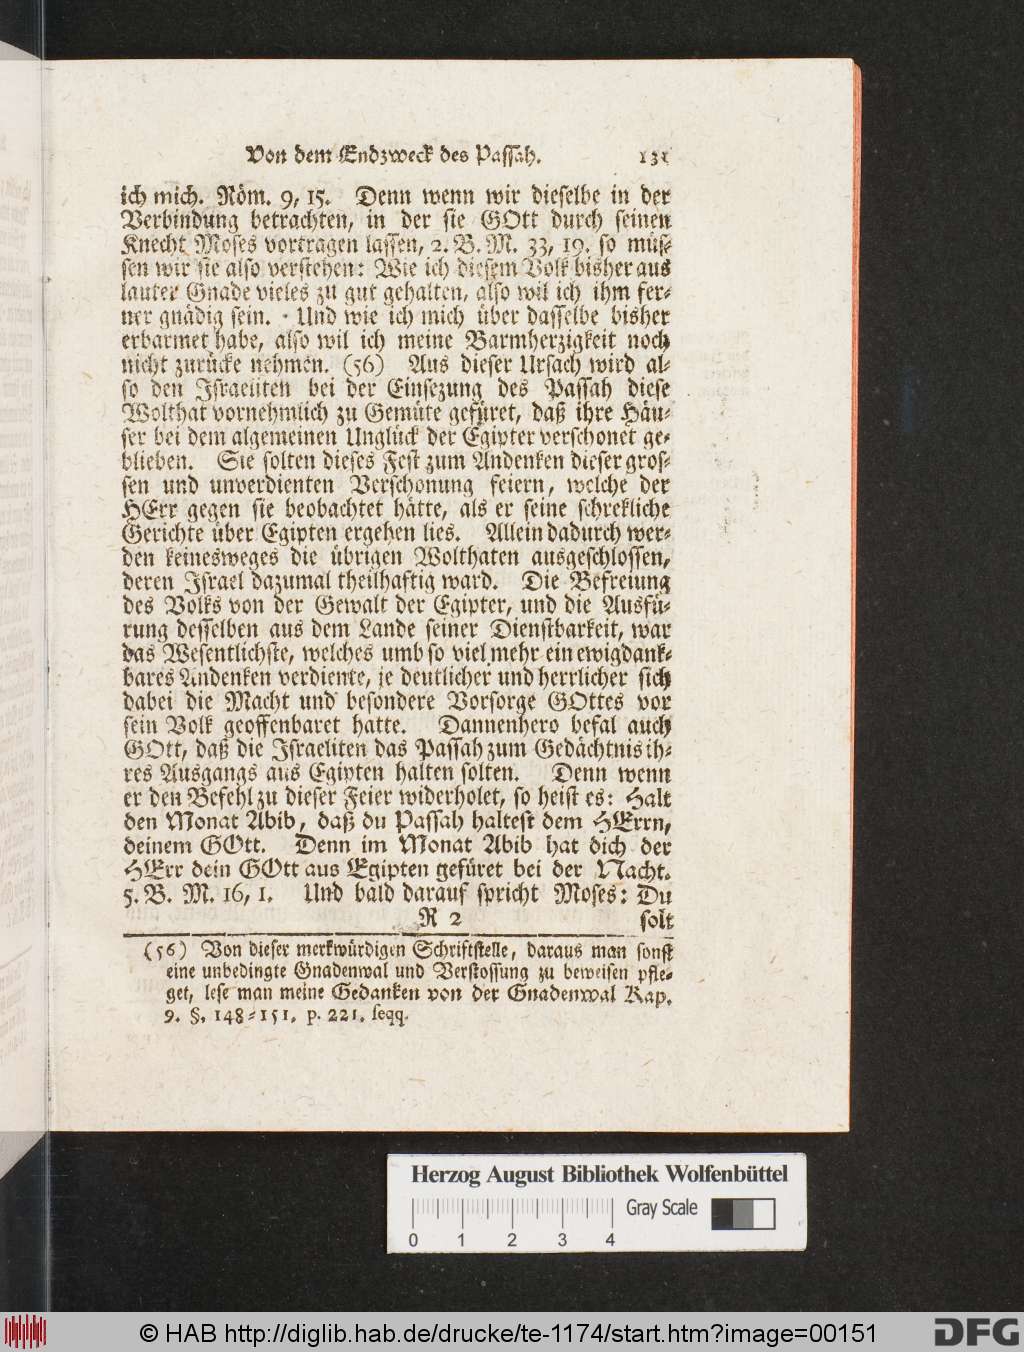 Von dem Endzweck des Passah. 131
ich mich. Röm. 9, 15. Denn wenn wir dieselbe in der
Verbindung betrachten, in der sie GOtt durch seinen
Knecht Moses vortragen lassen, 2. B. M. 33, 19. so müs-
sen wir sie also verstehen: Wie ich diesem Volk bisher aus
lauter Gnade vieles zu gut gehalten, also wil ich ihm fer-
ner gnädig sein. Und wie ich mich über dasselbe bisher
erbarmet habe, also wil ich meine Barmherzigkeit noch
nicht zurücke nehmen. (56) Aus dieser Ursach wird al-
so den Israeliten bei der Einsezung des Passah diese
Wolthat vornehmlich zu Gemüte gefüret, daß ihre Häu-
ser bei dem algemeinen Unglück der Egipter verschonet ge-
blieben. Sie solten dieses Fest zum Andenken dieser gros-
sen und unverdienten Verschonung feiern, welche der
HErr gegen sie beobachtet hätte, als er seine schrekliche
Gerichte über Egipten ergehen lies. Allein dadurch wer-
den keinesweges die übrigen Wolthaten ausgeschlossen,
deren Israel dazumal theilhaftig ward. Die Befreiung
des Volks von der Gewalt der Egipter, und die Ausfü-
rung desselben aus dem Lande seiner Dienstbarkeit, war
das Wesentlichste, welches umb so viel mehr ein ewig dank-
bares Andenken verdiente, je deutlicher und herrlicher sich
dabei die Macht und besondere Vorsorge GOttes vor
sein Volk geoffenbaret hatte. Dannenhero befal auch
GOtt, daß die Israeliten das Passah zum Gedächtnis ih-
res Ausgangs aus Egipten halten solten. Denn wenn
er den Befehl zu dieser Feier widerholet, so heist es: Halt
den Monat Abib, daß du Passah haltest dem HErrn,
deinem GOtt. Denn im Monat Abib hat dich der
HErr dein GOtt aus Egipten gefüret bei der Nacht.
5. B. M. 16, 1. Und bald darauf spricht Moses: Du
R 2 solt
(56) Von dieser merkwürdigen Schriftstelle, daraus man sonst
eine unbedingte Gnadenwal und Verstossung zu beweisen pfle-
get, lese man meine Gedanken von der Gnadenwal Kap.
9. §. 148-151. p. 221. seqq.
Herzog August Bibliothek Wolfenbüttel
Gray Scale
0 1 2 3 4
© HAB http://diglib.hab.de/drucke/te-1174/start.htm?image=00151
DFG